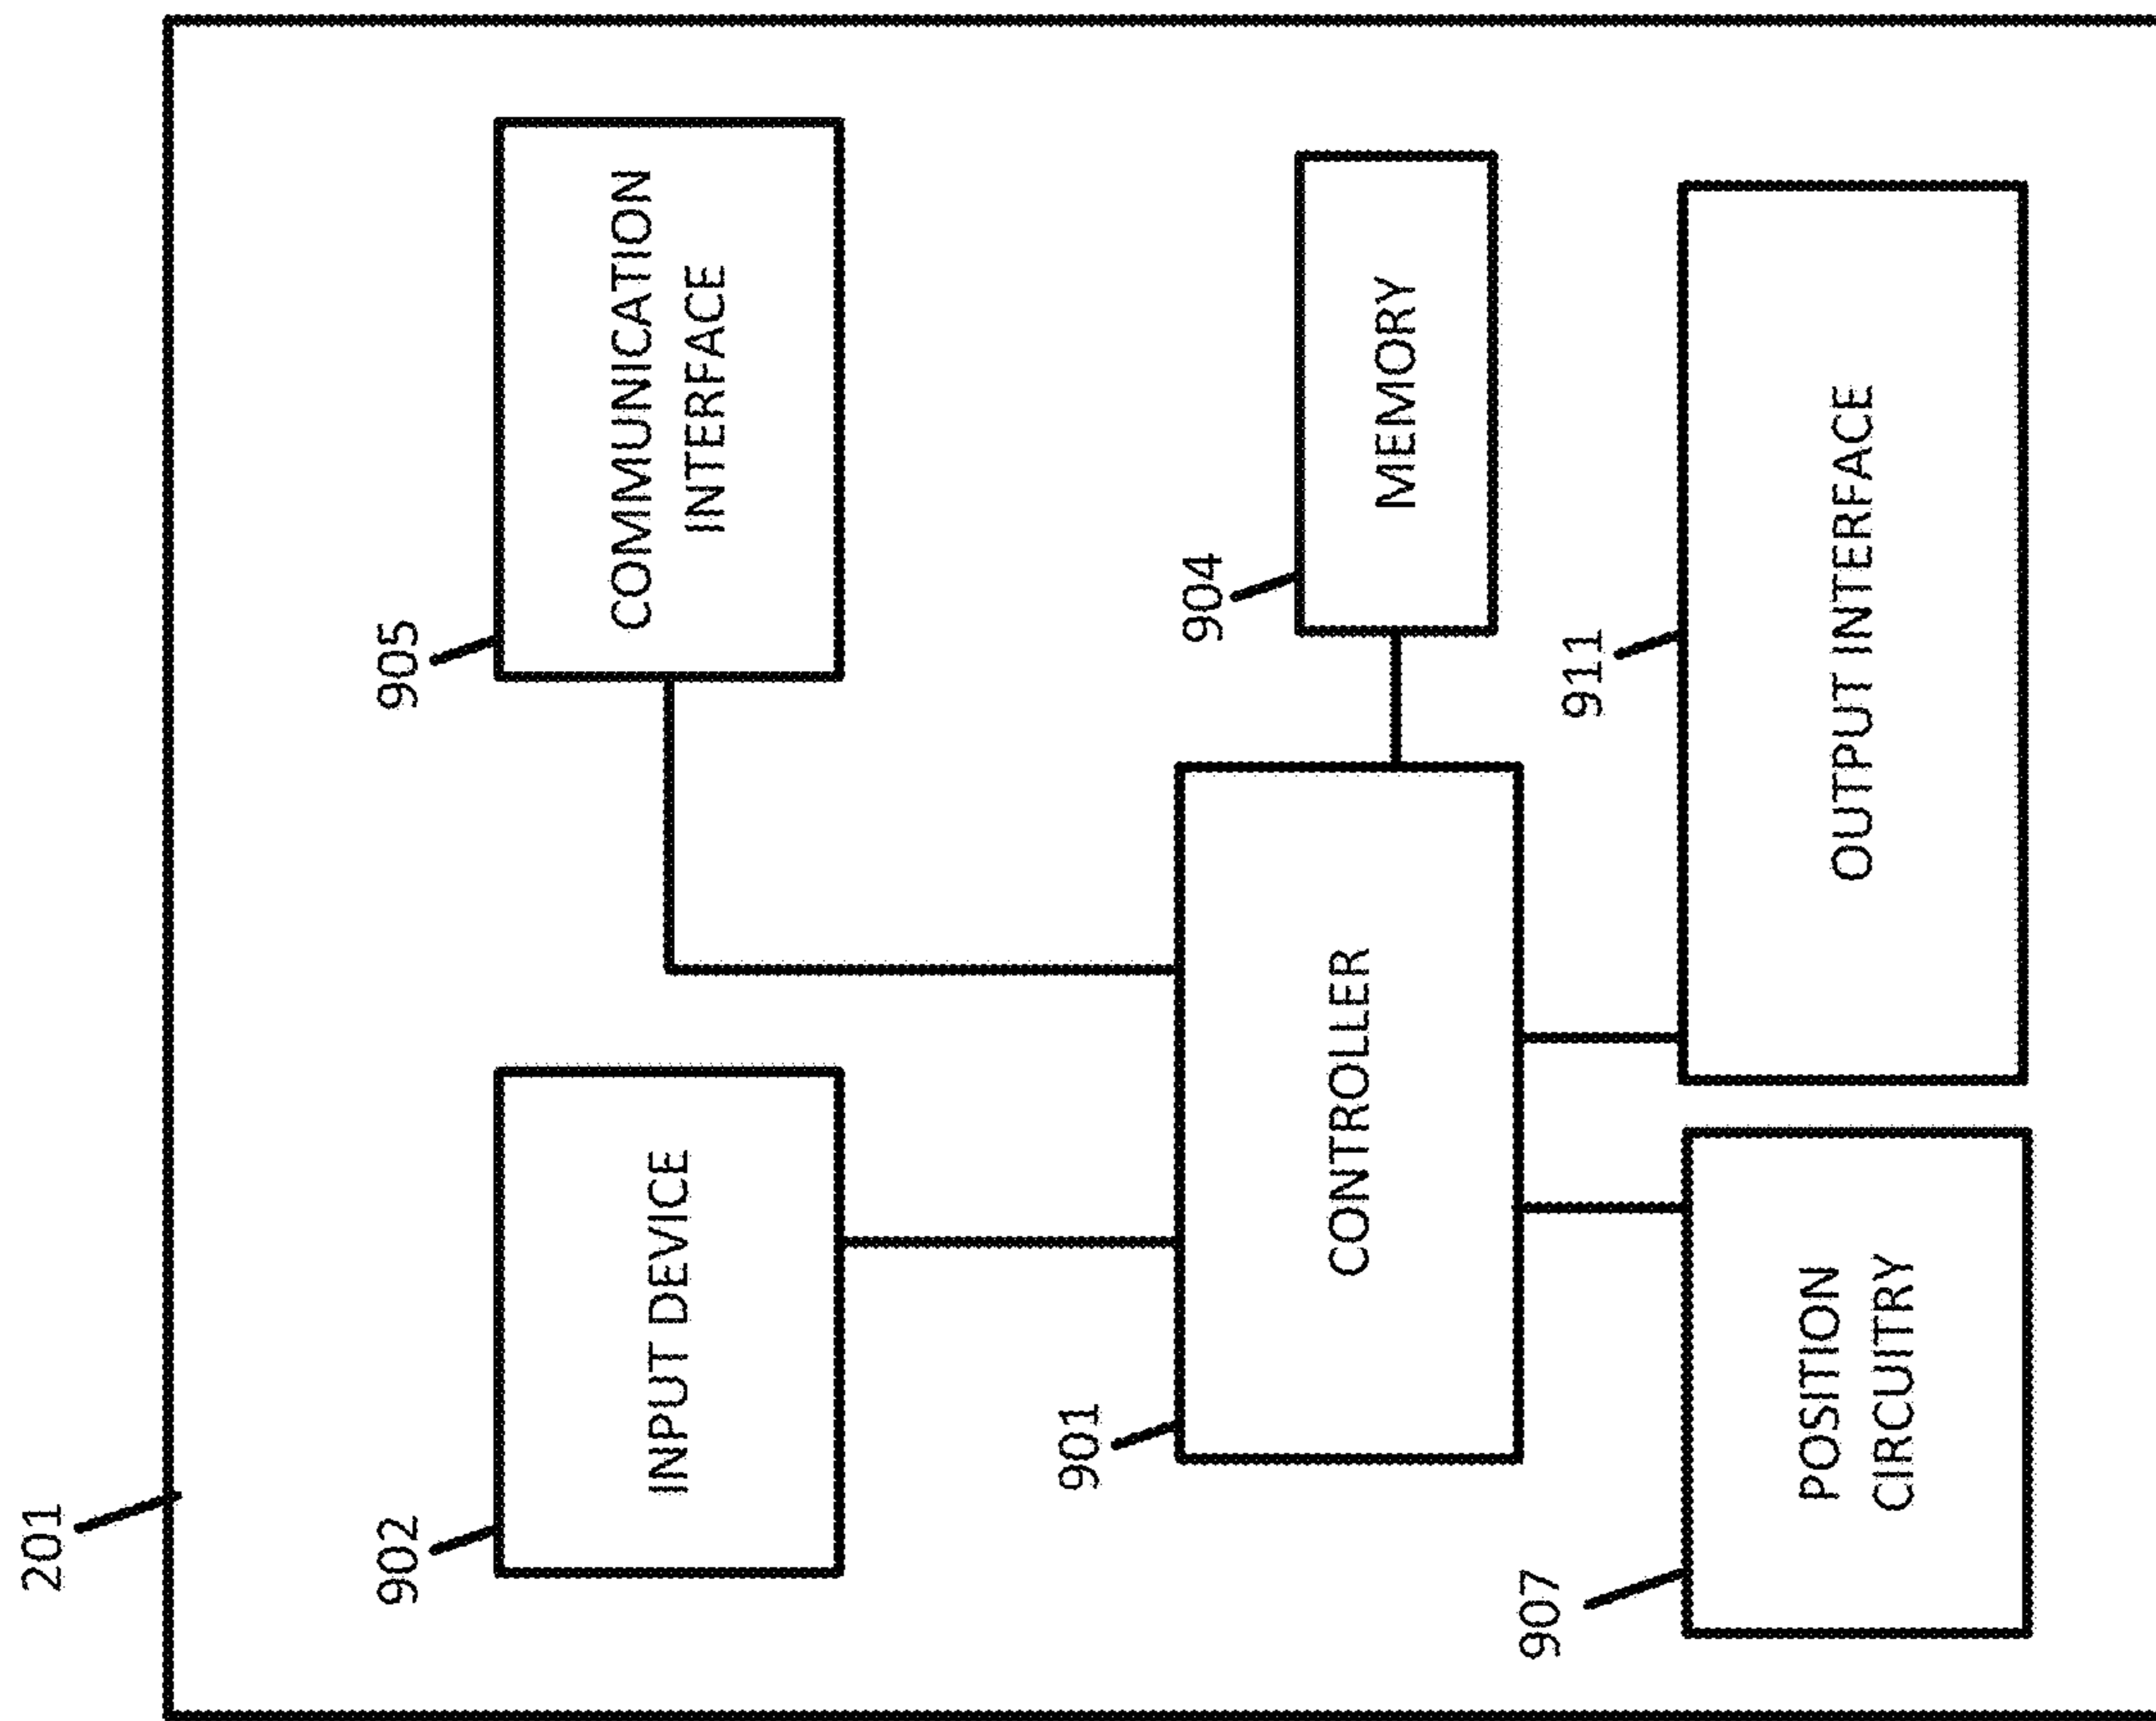 201
902
INPUT DEVICE
905
COMMUNICATION
INTERFACE
901
CONTROLLER
904
MEMORY
907
POSITION
CIRCUITRY
911
OUTPUT INTERFACE